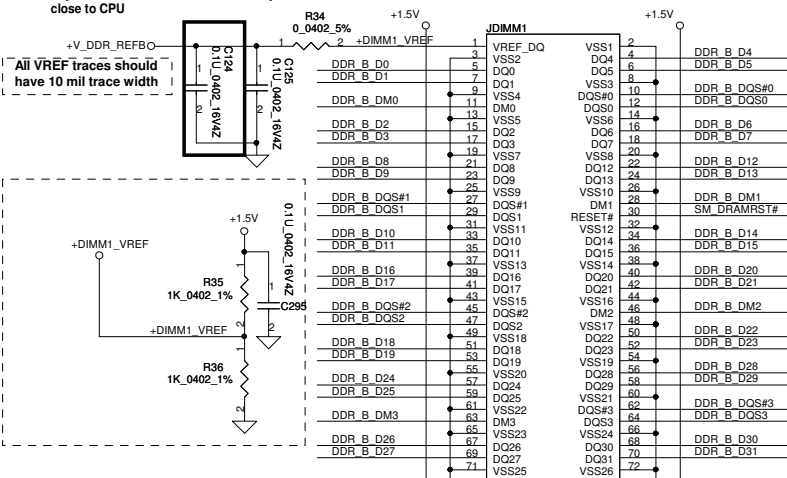 close to CPU
+V_DDR_REFB
All VREF traces should
have 10 mil trace width
C124
0.1U_0402_16V4Z
1
2
C125
0.1U_0402_16V4Z
1
2
R34
0_0402_5%
1
2
+DIMM1_VREF
+1.5V
+1.5V
JDIMM1
DDR_B_D0
DDR_B_D1
DDR_B_DM0
DDR_B_D2
DDR_B_D3
DDR_B_D8
DDR_B_D9
DDR_B_DQS#1
DDR_B_DQS1
DDR_B_D10
DDR_B_D11
DDR_B_D16
DDR_B_D17
DDR_B_DQS#2
DDR_B_DQS2
DDR_B_D18
DDR_B_D19
DDR_B_D24
DDR_B_D25
DDR_B_DM3
DDR_B_D26
DDR_B_D27
1 VREF_DQ VSS1 2
3 VSS2 DQ4 4
5 DQ0 DQ5 6
7 DQ1 VSS3 8
9 VSS4 DQS#0 10
11 DM0 DQS0 12
13 VSS5 VSS6 14
15 DQ2 DQ6 16
17 DQ3 DQ7 18
19 VSS7 VSS8 20
21 DQ8 DQ12 22
23 DQ9 DQ13 24
25 VSS9 VSS10 26
27 DQS#1 DM1 28
29 DQS1 RESET# 30
31 VSS11 VSS12 32
33 DQ10 DQ14 34
35 DQ11 DQ15 36
37 VSS13 VSS14 38
39 DQ16 DQ20 40
41 DQ17 DQ21 42
43 VSS15 VSS16 44
45 DQS#2 DM2 46
47 DQS2 VSS17 48
49 VSS18 DQ22 50
51 DQ18 DQ23 52
53 DQ19 VSS19 54
55 VSS20 DQ28 56
57 DQ24 DQ29 58
59 DQ25 VSS21 60
61 VSS22 DQS#3 62
63 DM3 DQS3 64
65 VSS23 VSS24 66
67 DQ26 DQ30 68
69 DQ27 DQ31 70
71 VSS25 VSS26 72
DDR_B_D4
DDR_B_D5
DDR_B_DQS#0
DDR_B_DQS0
DDR_B_D6
DDR_B_D7
DDR_B_D12
DDR_B_D13
DDR_B_DM1
SM_DRAMRST#
DDR_B_D14
DDR_B_D15
DDR_B_D20
DDR_B_D21
DDR_B_DM2
DDR_B_D22
DDR_B_D23
DDR_B_D28
DDR_B_D29
DDR_B_DQS#3
DDR_B_DQS3
DDR_B_D30
DDR_B_D31
+DIMM1_VREF
+1.5V
0.1U_0402_16V4Z
1
R35
1K_0402_1%
1
C295
2
2
+DIMM1_VREF
1
R36
1K_0402_1%
2